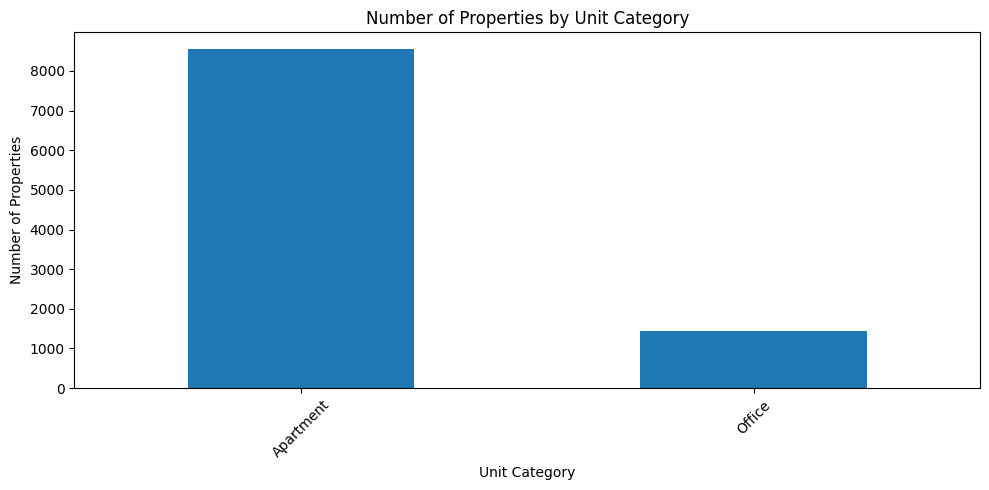 Number of Properties by Unit Category
Number of Properties
8000
7000
6000
5000
4000
3000
2000
1000
0
Apartment
Office
Unit Category